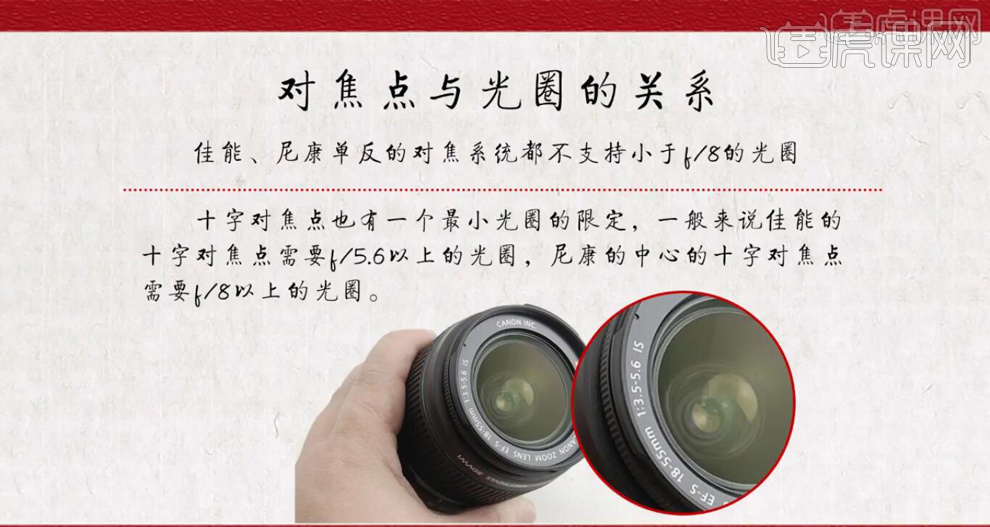 虎课网
对焦点与光圈的关系
佳能、尼康单反的对焦系统都不支持小于f/8的光圈
十字对焦点也有一个最小光圈的限定，一般来说佳能的
十字对焦点需要f/5.6以上的光圈，尼康的中心的十字对焦点
需要f/8以上的光圈。
CANON INC.
1:3.5-5.6 IS
CANON ZOOM LENS EF-S 18-55mm
1:3.5-5.6 IS
EF-S 18-55mm